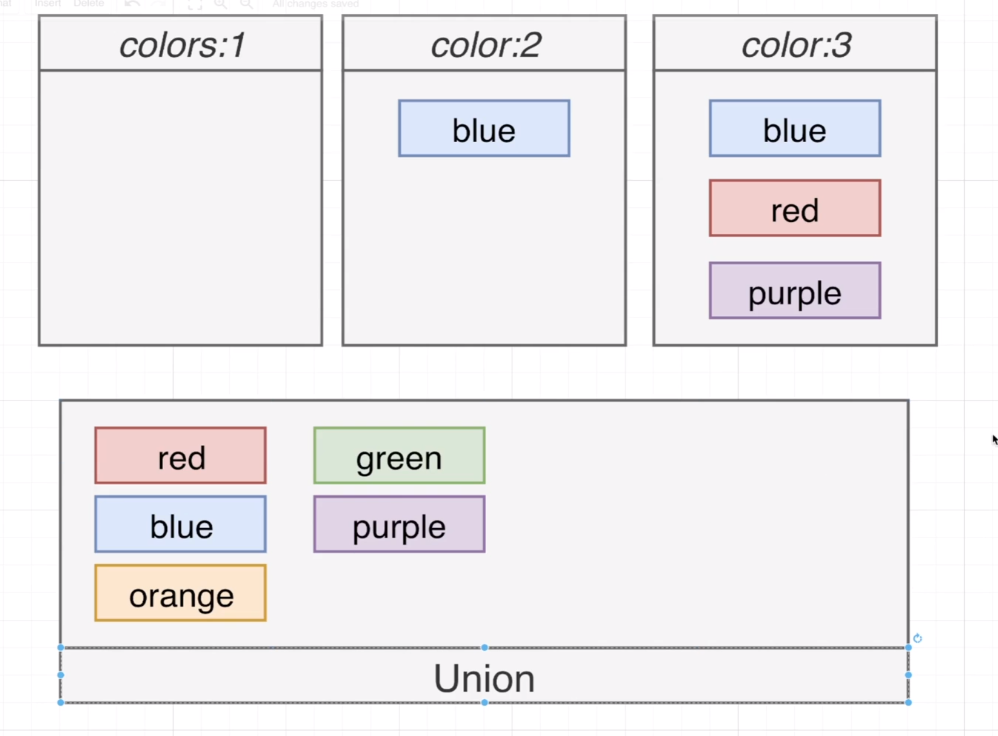 Insert Delete All changes saved
colors:1 color:2 color:3
blue blue
red
purple
red green
blue purple
orange
Union